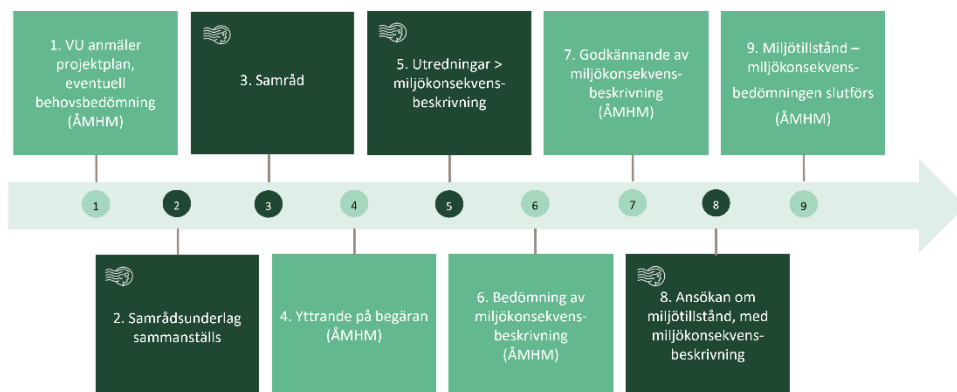 1. VU anmäler
projektplan,
eventuell
behovsbedömning
(ÅMHM)
3. Samråd
5. Utredningar >
miljökonsekvens-
beskrivning
7. Godkännande av
miljökonsekvens-
beskrivning
(ÅMHM)
9. Miljötillstånd –
miljökonsekvens-
bedömningen slutförs
(ÅMHM)
1
2
3
4
5
6
7
8
9
2. Samrådsunderlag
sammanställs
4. Yttrande på begäran
(ÅMHM)
6. Bedömning av
miljökonsekvens-
beskrivning
(ÅMHM)
8. Ansökan om
miljötillstånd, med
miljökonsekvens-
beskrivning